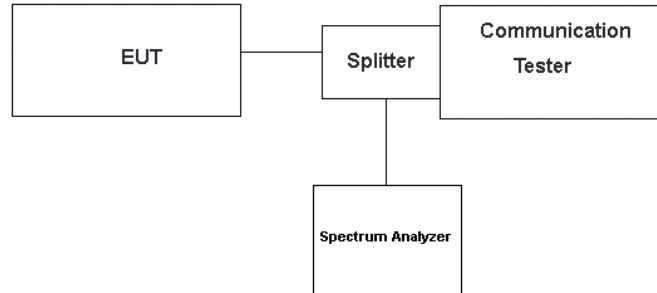 EUT
Splitter
Communication
Tester
Spectrum Analyzer